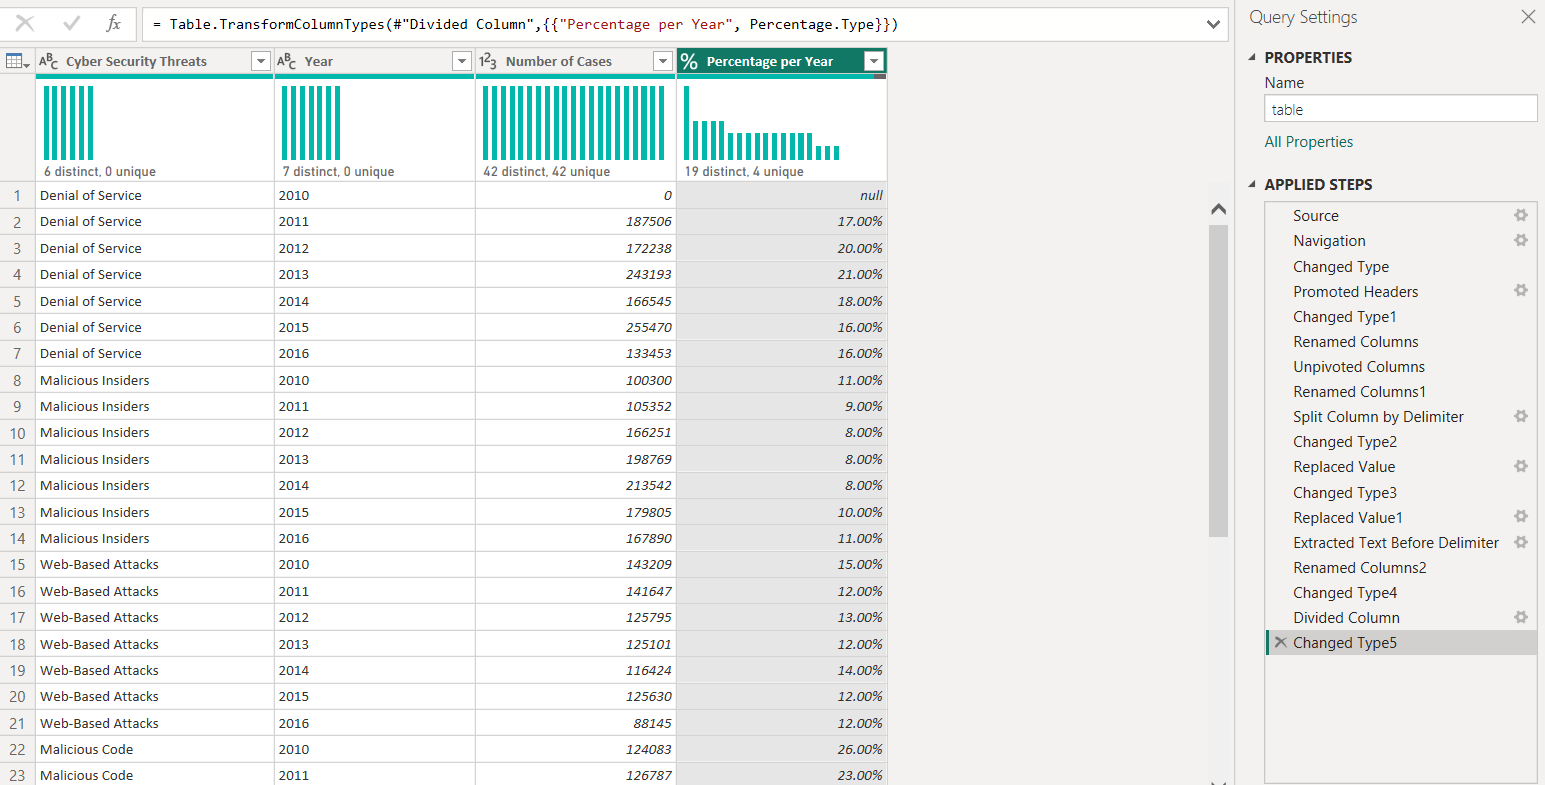 fx = Table.TransformColumnTypes(#"Divided Column",{{"Percentage per Year", Percentage.Type}})
ABC Cyber Security Threats ABC Year 123 Number of Cases % Percentage per Year
6 distinct, 0 unique 7 distinct, 0 unique 42 distinct, 42 unique 19 distinct, 4 unique
1 Denial of Service 2010 0 null
2 Denial of Service 2011 187506 17.00%
3 Denial of Service 2012 172238 20.00%
4 Denial of Service 2013 243193 21.00%
5 Denial of Service 2014 166545 18.00%
6 Denial of Service 2015 255470 16.00%
7 Denial of Service 2016 133453 16.00%
8 Malicious Insiders 2010 100300 11.00%
9 Malicious Insiders 2011 105352 9.00%
10 Malicious Insiders 2012 166251 8.00%
11 Malicious Insiders 2013 198769 8.00%
12 Malicious Insiders 2014 213542 8.00%
13 Malicious Insiders 2015 179805 10.00%
14 Malicious Insiders 2016 167890 11.00%
15 Web-Based Attacks 2010 143209 15.00%
16 Web-Based Attacks 2011 141647 12.00%
17 Web-Based Attacks 2012 125795 13.00%
18 Web-Based Attacks 2013 125101 12.00%
19 Web-Based Attacks 2014 116424 14.00%
20 Web-Based Attacks 2015 125630 12.00%
21 Web-Based Attacks 2016 88145 12.00%
22 Malicious Code 2010 124083 26.00%
23 Malicious Code 2011 126787 23.00%
Query Settings
PROPERTIES
Name
table
All Properties
APPLIED STEPS
Source
Navigation
Changed Type
Promoted Headers
Changed Type1
Renamed Columns
Unpivoted Columns
Renamed Columns1
Split Column by Delimiter
Changed Type2
Replaced Value
Changed Type3
Replaced Value1
Extracted Text Before Delimiter
Renamed Columns2
Changed Type4
Divided Column
Changed Type5